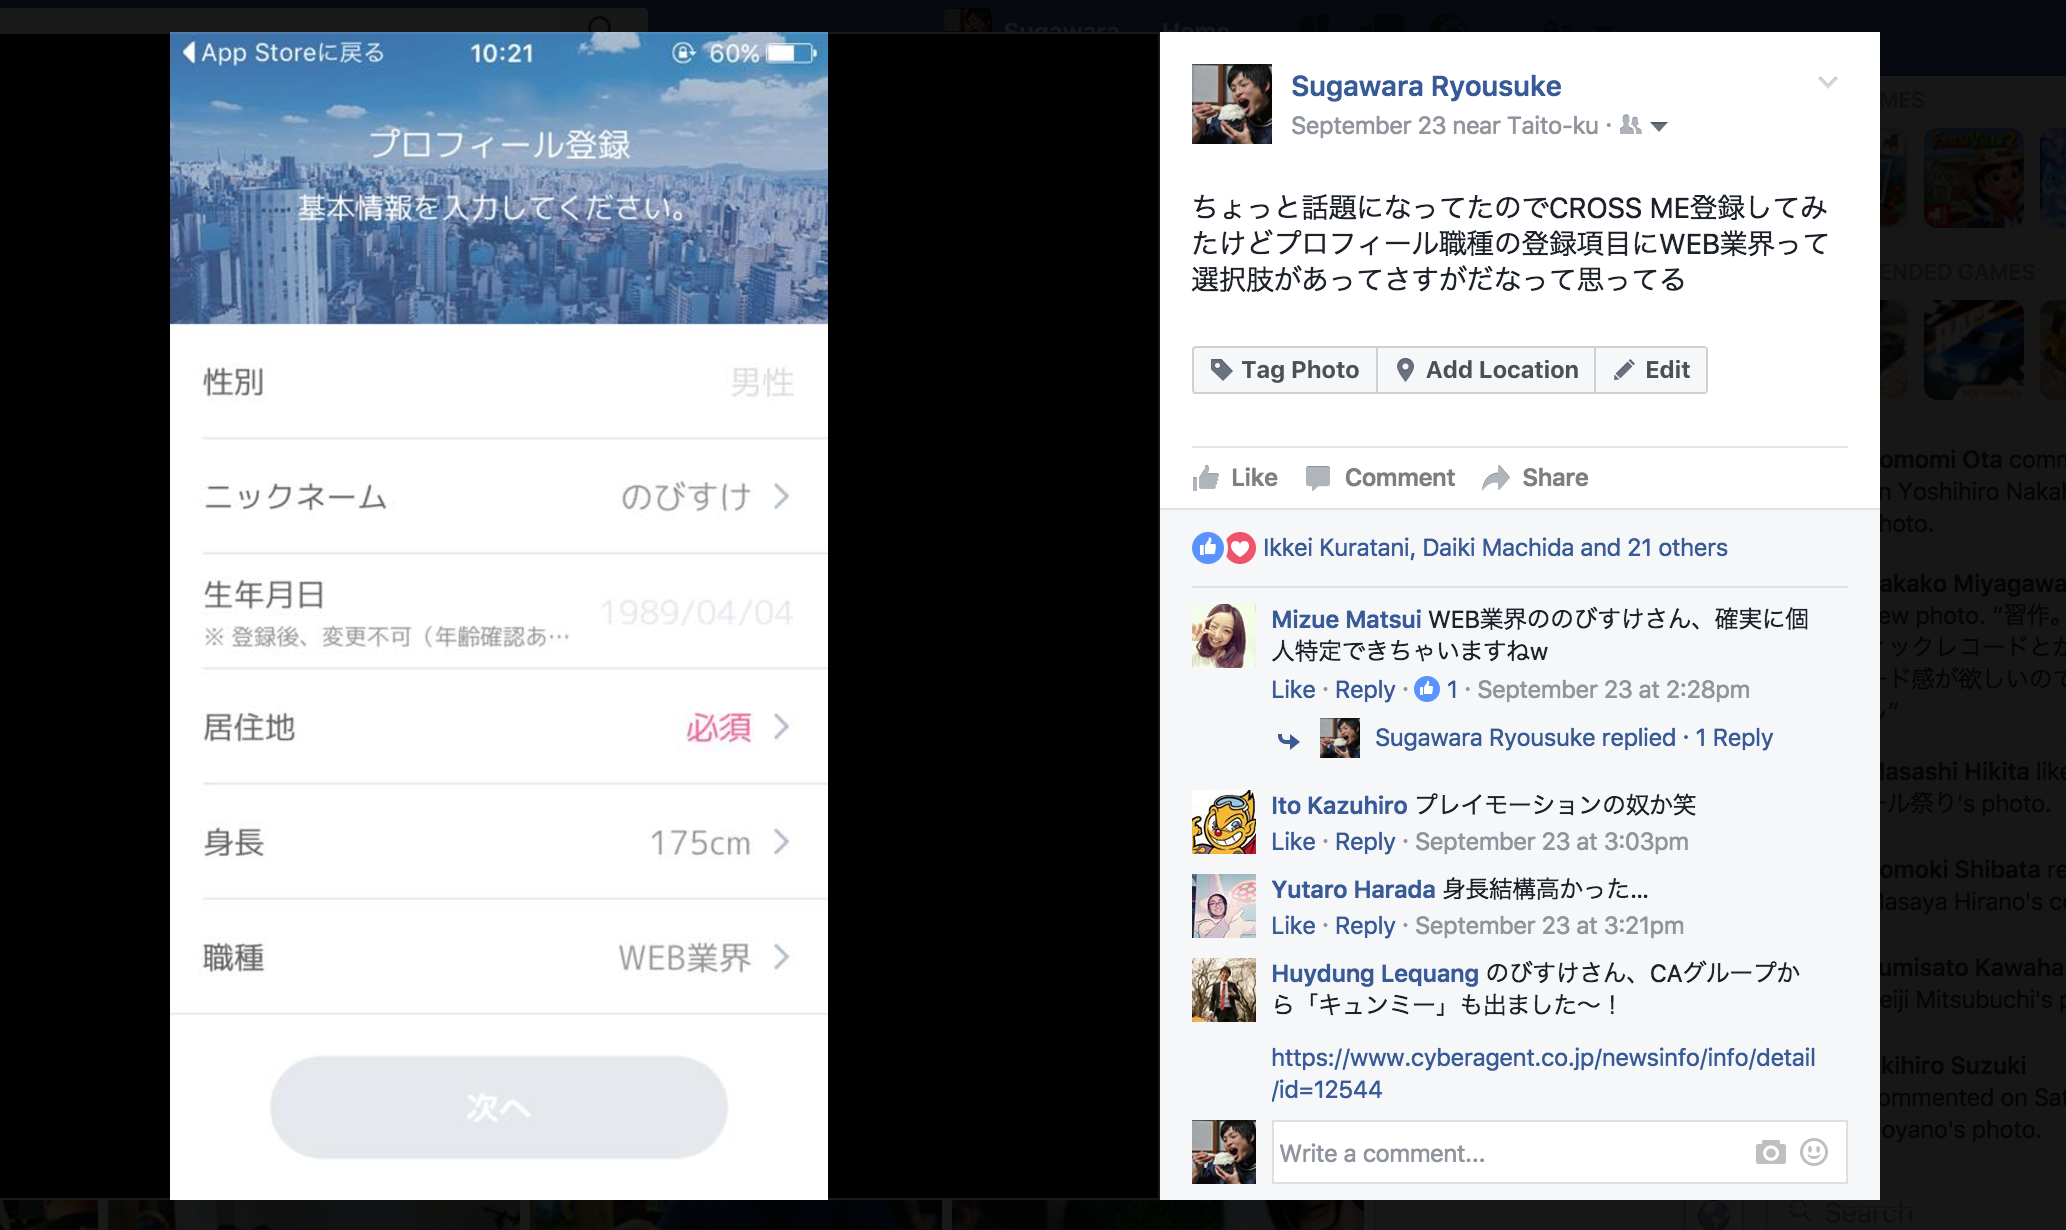 Sugawara
Home
App Storeに戻る
10:21
60%
プロフィール登録
基本情報を入力してください。
性別
男性
ニックネーム
のびすけ
生年月日
※ 登録後、変更不可（年齢確認あ…
1989/04/04
居住地
必須
身長
175cm
職種
WEB業界
次へ
Sugawara Ryousuke
September 23 near Taito-ku ·
ちょっと話題になってたのでCROSS ME登録してみ
たけどプロフィール職種の登録項目にWEB業界って
選択肢があってさすがだなって思ってる
Tag Photo
Add Location
Edit
Like
Comment
Share
Ikkei Kuratani, Daiki Machida and 21 others
Mizue Matsui WEB業界ののびすけさん、確実に個
人特定できちゃいますねw
Like · Reply · 1 · September 23 at 2:28pm
Sugawara Ryousuke replied · 1 Reply
Ito Kazuhiro プレイモーションの奴か笑
Like · Reply · September 23 at 3:03pm
Yutaro Harada 身長結構高かった...
Like · Reply · September 23 at 3:21pm
Huydung Lequang のびすけさん、CAグループか
ら「キュンミー」も出ました〜！
https://www.cyberagent.co.jp/newsinfo/info/detail
/id=12544
Write a comment...
MES
ENDED GAMES
omomi Ota comm
n Yoshihiro Nakah
hoto.
akako Miyagawa
ew photo. “習作。
ィックレコードとか
ード感が欲しいので
”
asashi Hikita like
ール祭り's photo.
omoki Shibata re
asaya Hirano's co
umisato Kawaha
eiji Mitsubuchi's p
kihiro Suzuki
ommented on Sat
oyano's photo.
Search